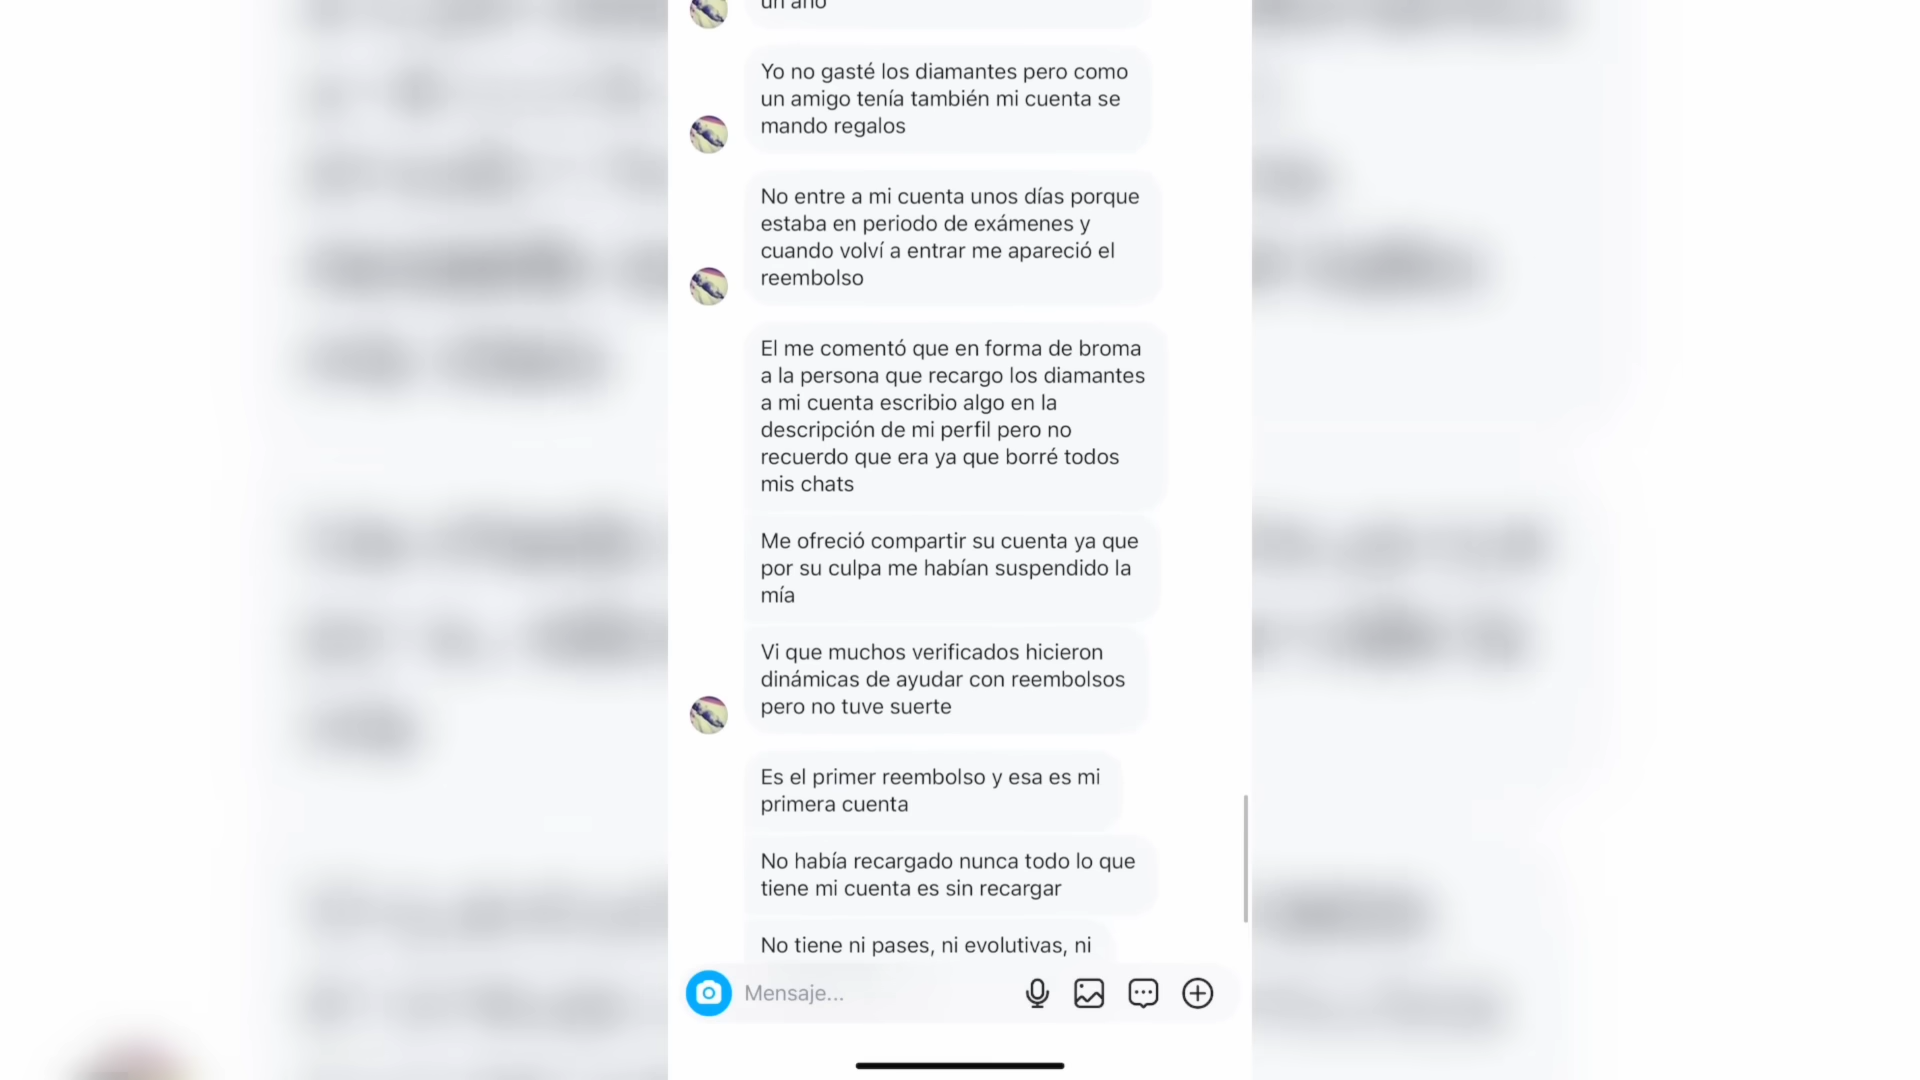 un año
Yo no gasté los diamantes pero como
un amigo tenía también mi cuenta se
mando regalos
No entre a mi cuenta unos días porque
estaba en periodo de exámenes y
cuando volví a entrar me apareció el
reembolso
El me comentó que en forma de broma
a la persona que recargo los diamantes
a mi cuenta escribio algo en la
descripción de mi perfil pero no
recuerdo que era ya que borré todos
mis chats
Me ofreció compartir su cuenta ya que
por su culpa me habían suspendido la
mía
Vi que muchos verificados hicieron
dinámicas de ayudar con reembolsos
pero no tuve suerte
Es el primer reembolso y esa es mi
primera cuenta
No había recargado nunca todo lo que
tiene mi cuenta es sin recargar
No tiene ni pases, ni evolutivas, ni
Mensaje...